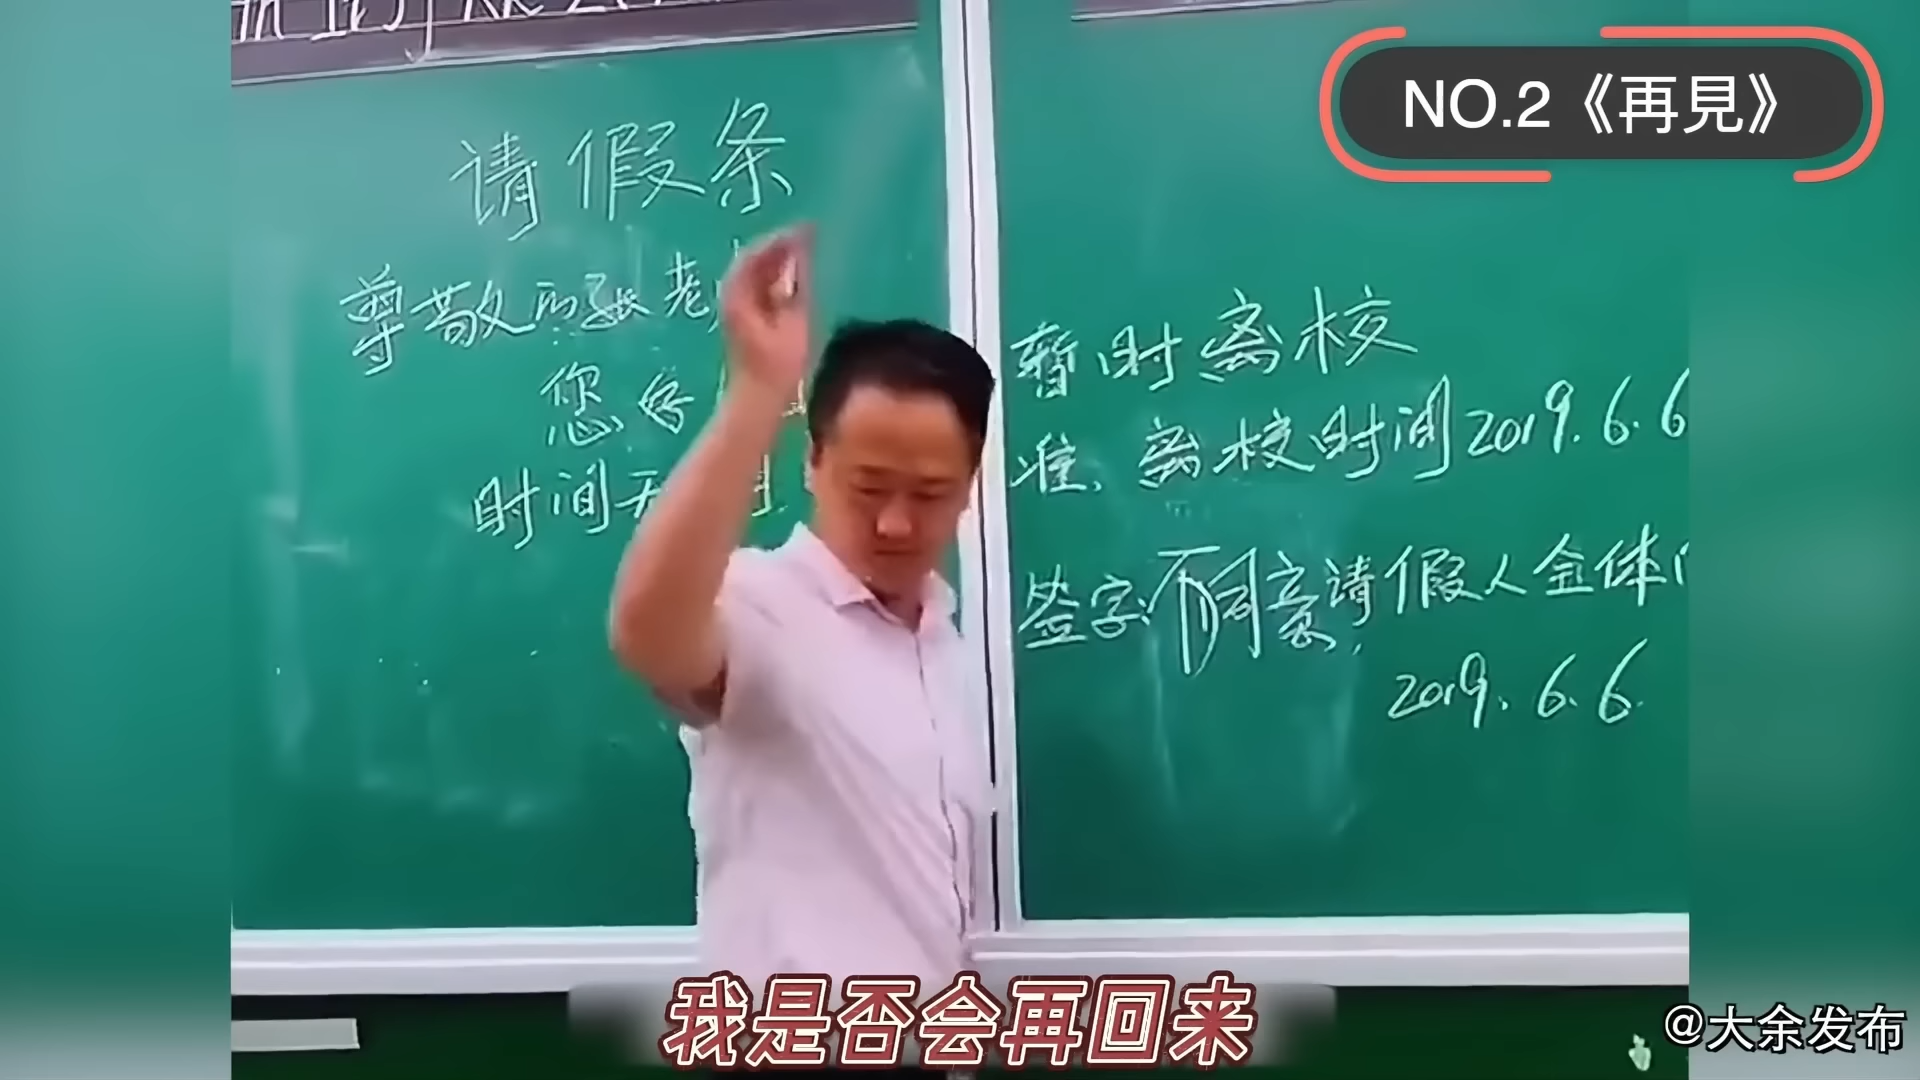 NO.2《再見》
请假条
尊敬的张老
您好
时间
暂时离校
准,离校时间2019.6.6
签字:不同意,请假人全体
2019.6.6.
我是否会再回来
@大余发布